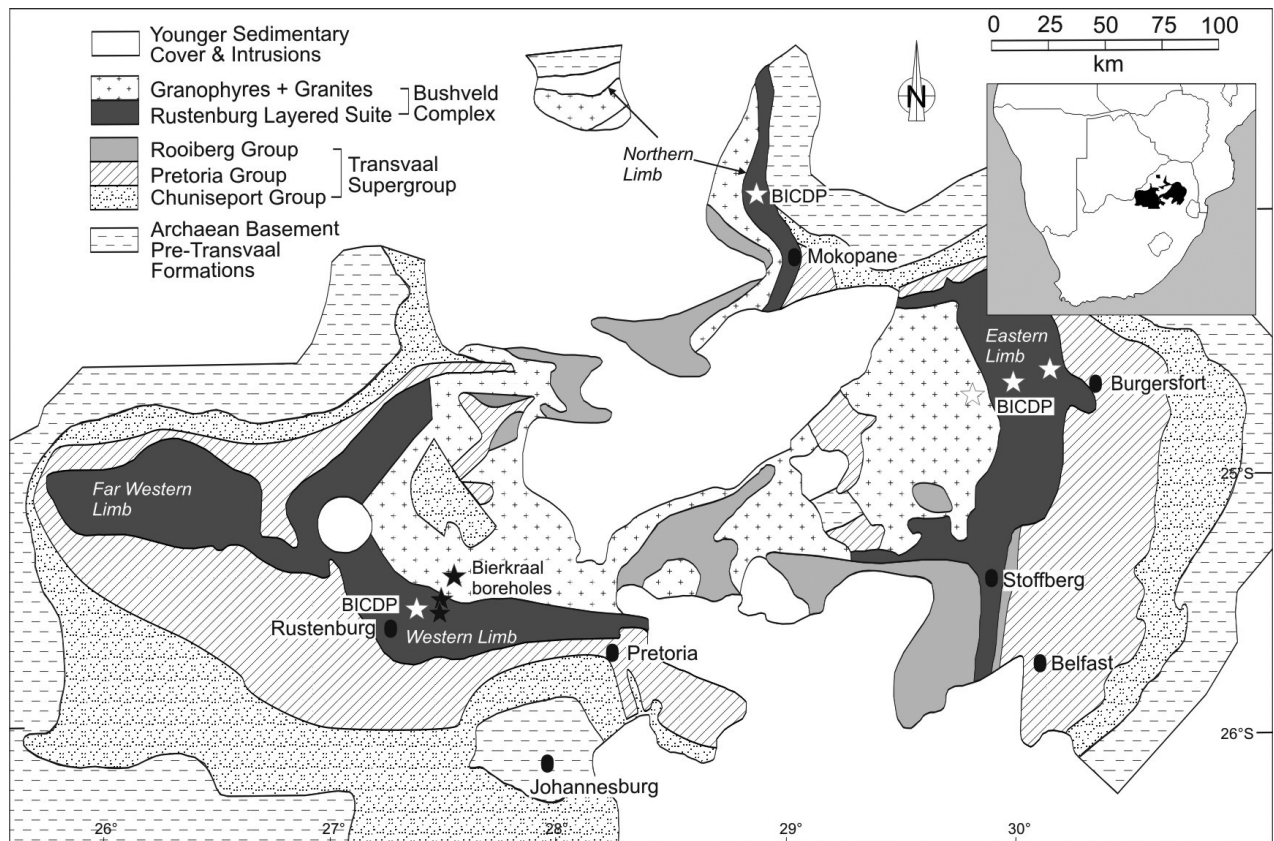 Younger Sedimentary
Cover & Intrusions
Granophyres + Granites
Rustenburg Layered Suite
Bushveld
Complex
Rooiberg Group
Pretoria Group
Chuniseport Group
Transvaal
Supergroup
Archaean Basement
Pre-Transvaal
Formations
0 25 50 75 100
km
N
Northern
Limb
BICDP
Mokopane
Eastern
Limb
Burgersfort
BICDP
25°S
Far Western
Limb
Bierkraal
boreholes
BICDP
Rustenburg
Western Limb
Stoffberg
Pretoria
Belfast
26°S
Johannesburg
26° 27° 28° 29° 30°